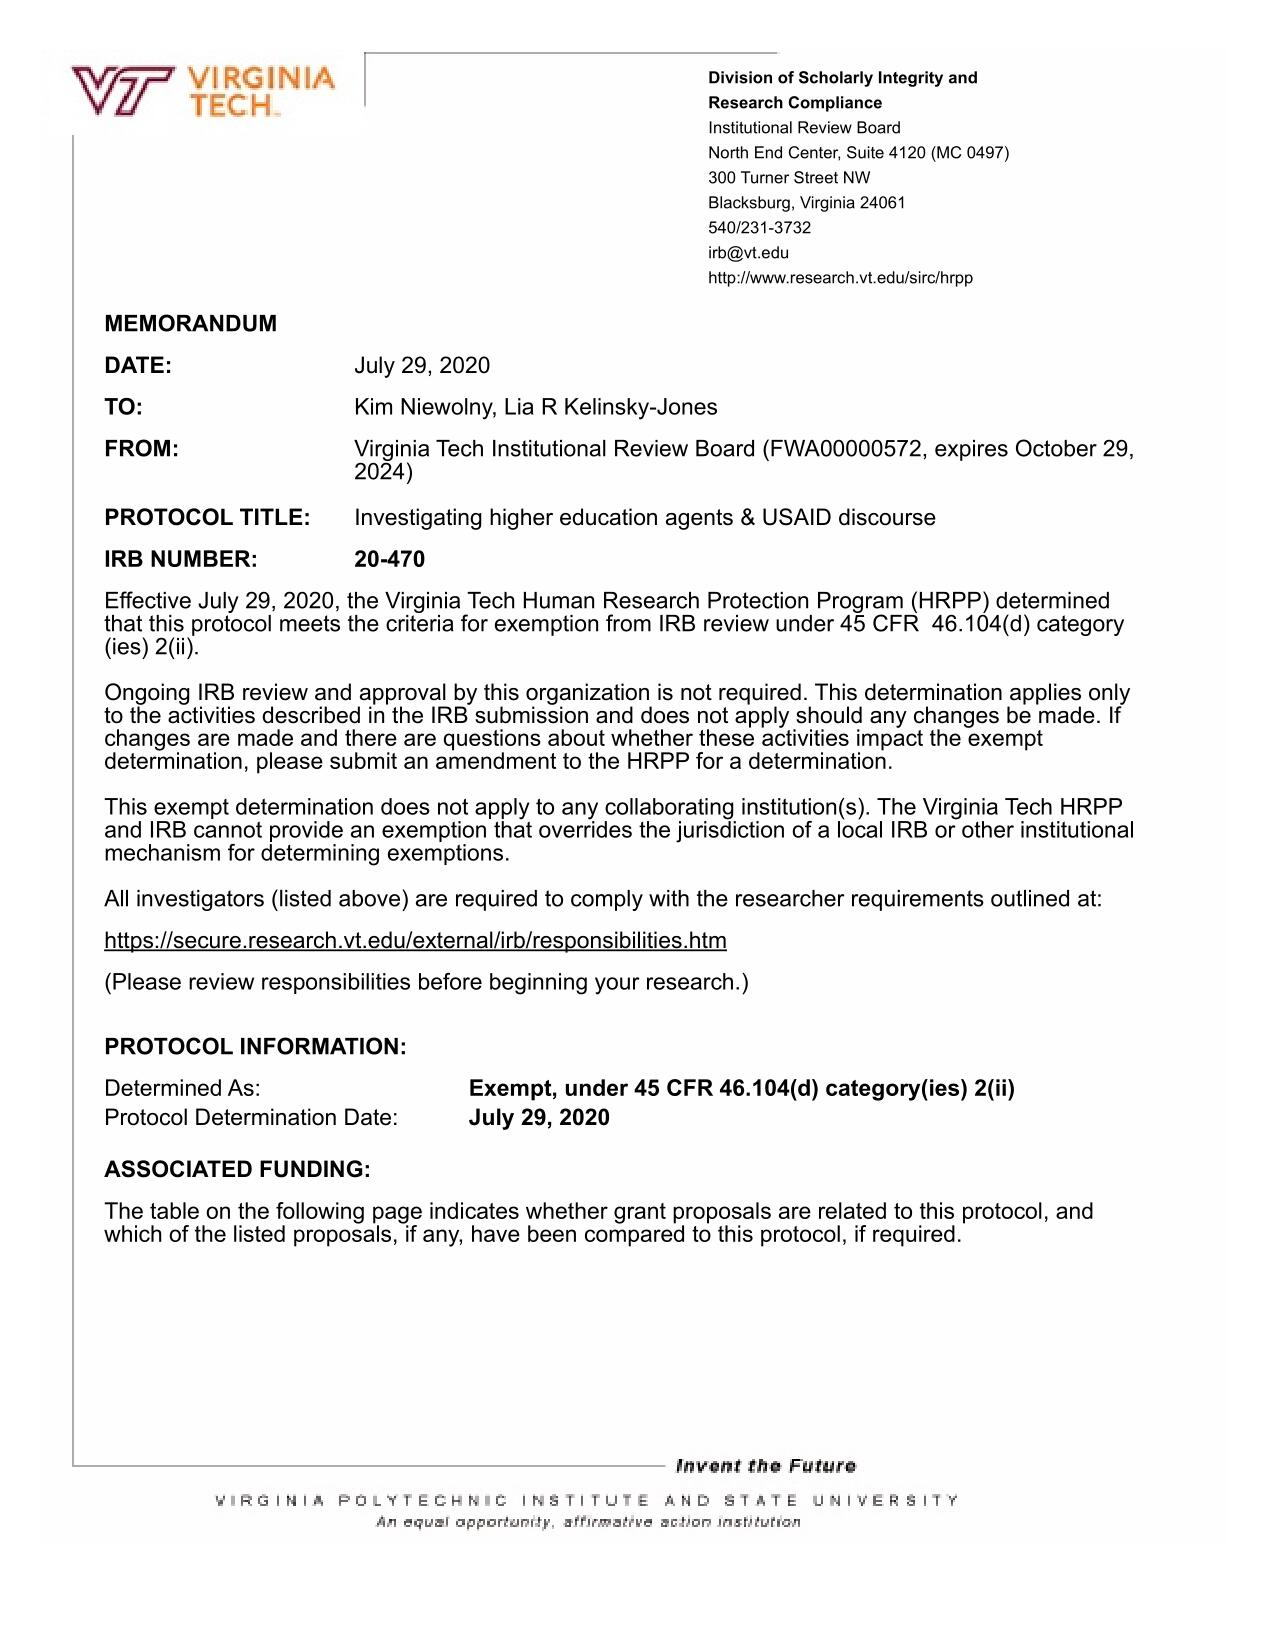 VT VIRGINIA
TECH
Division of Scholarly Integrity and
Research Compliance
Institutional Review Board
North End Center, Suite 4120 (MC 0497)
300 Turner Street NW
Blacksburg, Virginia 24061
540/231-3732
irb@vt.edu
http://www.research.vt.edu/sirc/hrpp
MEMORANDUM
DATE: July 29, 2020
TO: Kim Niewolny, Lia R Kelinsky-Jones
FROM: Virginia Tech Institutional Review Board (FWA00000572, expires October 29,
2024)
PROTOCOL TITLE: Investigating higher education agents & USAID discourse
IRB NUMBER: 20-470
Effective July 29, 2020, the Virginia Tech Human Research Protection Program (HRPP) determined
that this protocol meets the criteria for exemption from IRB review under 45 CFR  46.104(d) category
(ies) 2(ii).
Ongoing IRB review and approval by this organization is not required. This determination applies only
to the activities described in the IRB submission and does not apply should any changes be made. If
changes are made and there are questions about whether these activities impact the exempt
determination, please submit an amendment to the HRPP for a determination.
This exempt determination does not apply to any collaborating institution(s). The Virginia Tech HRPP
and IRB cannot provide an exemption that overrides the jurisdiction of a local IRB or other institutional
mechanism for determining exemptions.
All investigators (listed above) are required to comply with the researcher requirements outlined at:
https://secure.research.vt.edu/external/irb/responsibilities.htm
(Please review responsibilities before beginning your research.)
PROTOCOL INFORMATION:
Determined As: Exempt, under 45 CFR 46.104(d) category(ies) 2(ii)
Protocol Determination Date: July 29, 2020
ASSOCIATED FUNDING:
The table on the following page indicates whether grant proposals are related to this protocol, and
which of the listed proposals, if any, have been compared to this protocol, if required.
Invent the Future
VIRGINIA POLYTECHNIC INSTITUTE AND STATE UNIVERSITY
An equal opportunity, affirmative action institution